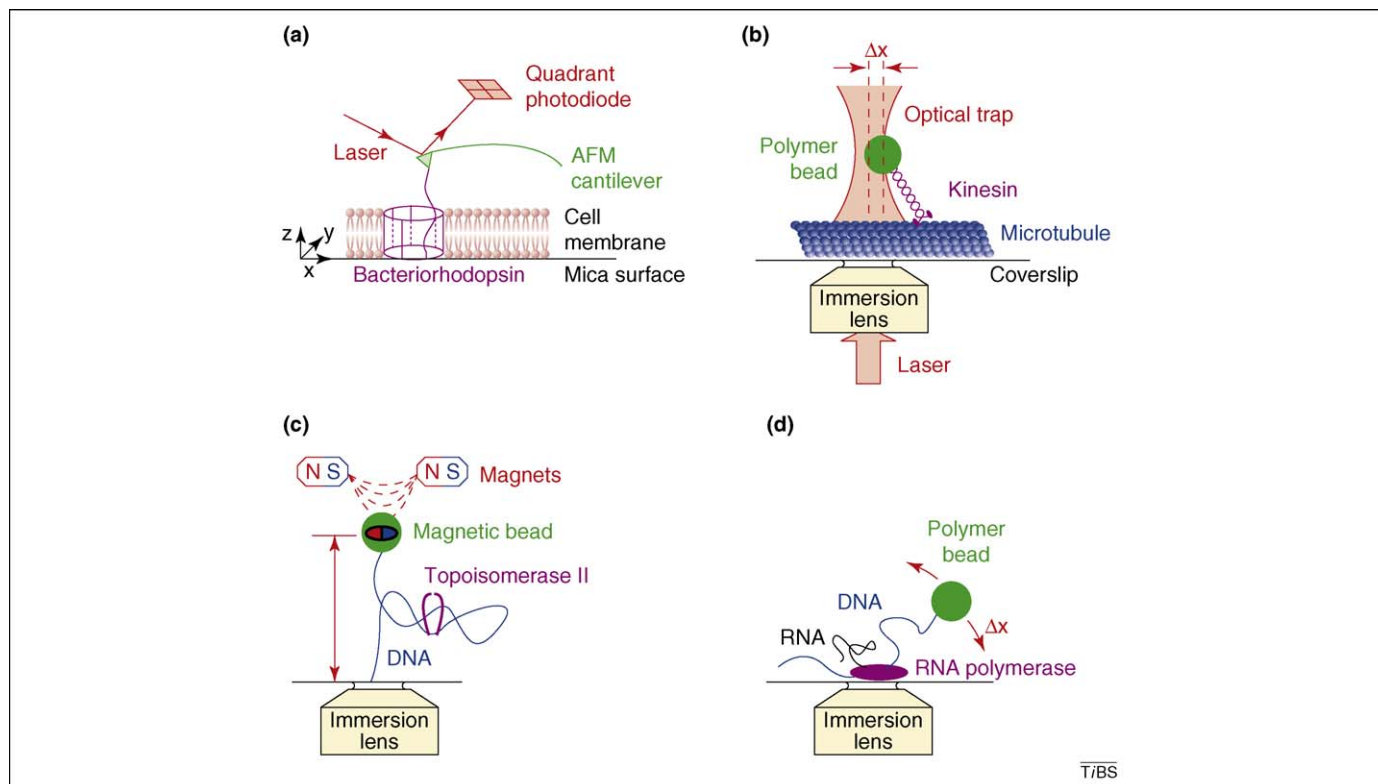 (a)
Quadrant
photodiode
Laser
AFM
cantilever
Cell
membrane
z
y
x
Bacteriorhodopsin
Mica surface
(b)
Δx
Optical trap
Polymer
bead
Kinesin
Microtubule
Coverslip
Immersion
lens
Laser
(c)
N S
N S
Magnets
Magnetic bead
Topoisomerase II
DNA
Immersion
lens
(d)
Polymer
bead
DNA
Δx
RNA
RNA polymerase
Immersion
lens
TiBS